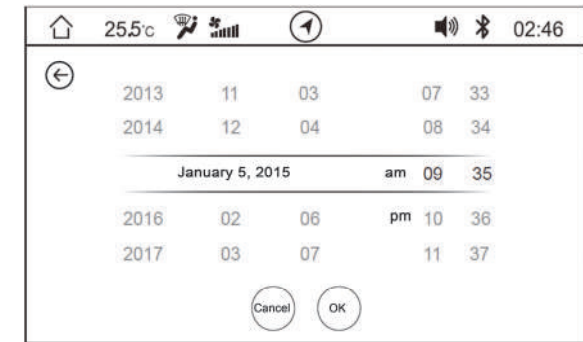 25.5°C 02:46
2013 11 03 07 33
2014 12 04 08 34
January 5, 2015 am 09 35
2016 02 06 pm 10 36
2017 03 07 11 37
Cancel OK